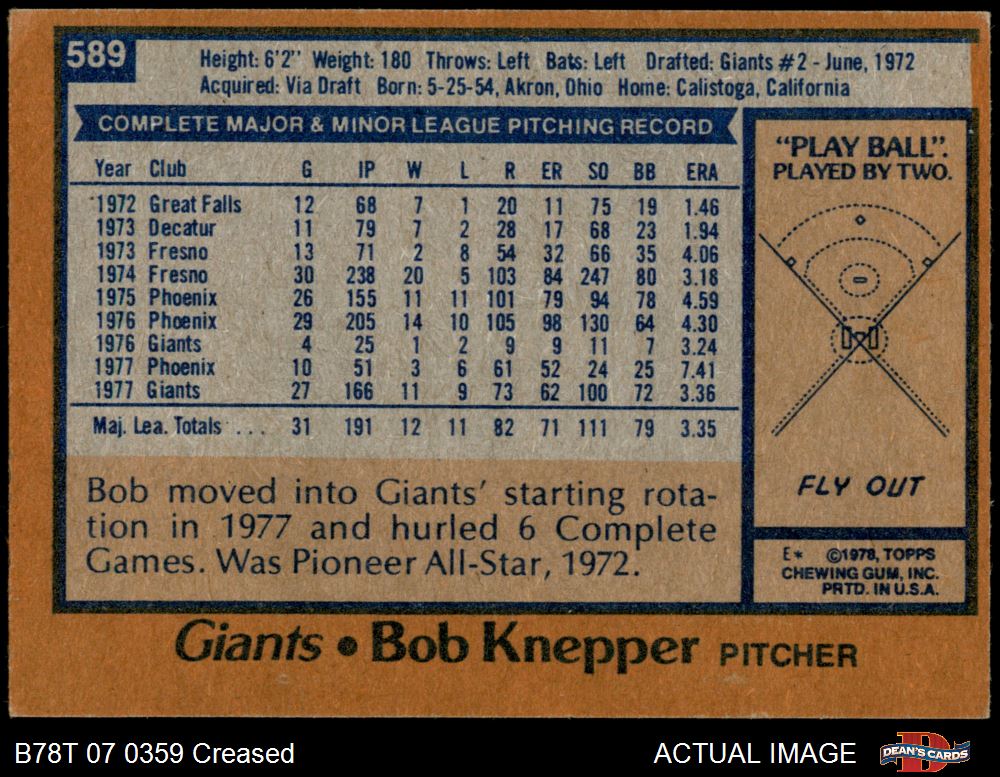 589
Height: 6'2" Weight: 180 Throws: Left Bats: Left Drafted: Giants #2 - June, 1972
Acquired: Via Draft Born: 5-25-54, Akron, Ohio Home: Calistoga, California
COMPLETE MAJOR & MINOR LEAGUE PITCHING RECORD
Year Club G IP W L R ER SO BB ERA
1972 Great Falls 12 68 7 1 20 11 75 19 1.46
1973 Decatur 11 79 7 2 28 17 68 23 1.94
1973 Fresno 13 71 2 8 54 32 66 35 4.06
1974 Fresno 30 238 20 5 103 84 247 80 3.18
1975 Phoenix 26 155 11 11 101 79 94 78 4.59
1976 Phoenix 29 205 14 10 105 98 130 64 4.30
1976 Giants 4 25 1 2 9 9 11 7 3.24
1977 Phoenix 10 51 3 6 61 52 24 25 7.41
1977 Giants 27 166 11 9 73 62 100 72 3.36
Maj. Lea. Totals . . . 31 191 12 11 82 71 111 79 3.35
Bob moved into Giants' starting rota-
tion in 1977 and hurled 6 Complete
Games. Was Pioneer All-Star, 1972.
"PLAY BALL".
PLAYED BY TWO.
FLY OUT
E* ©1978, TOPPS
CHEWING GUM, INC.
PRTD. IN U.S.A.
Giants • Bob Knepper PITCHER
B78T 07 0359 Creased
ACTUAL IMAGE
DEAN'S CARDS